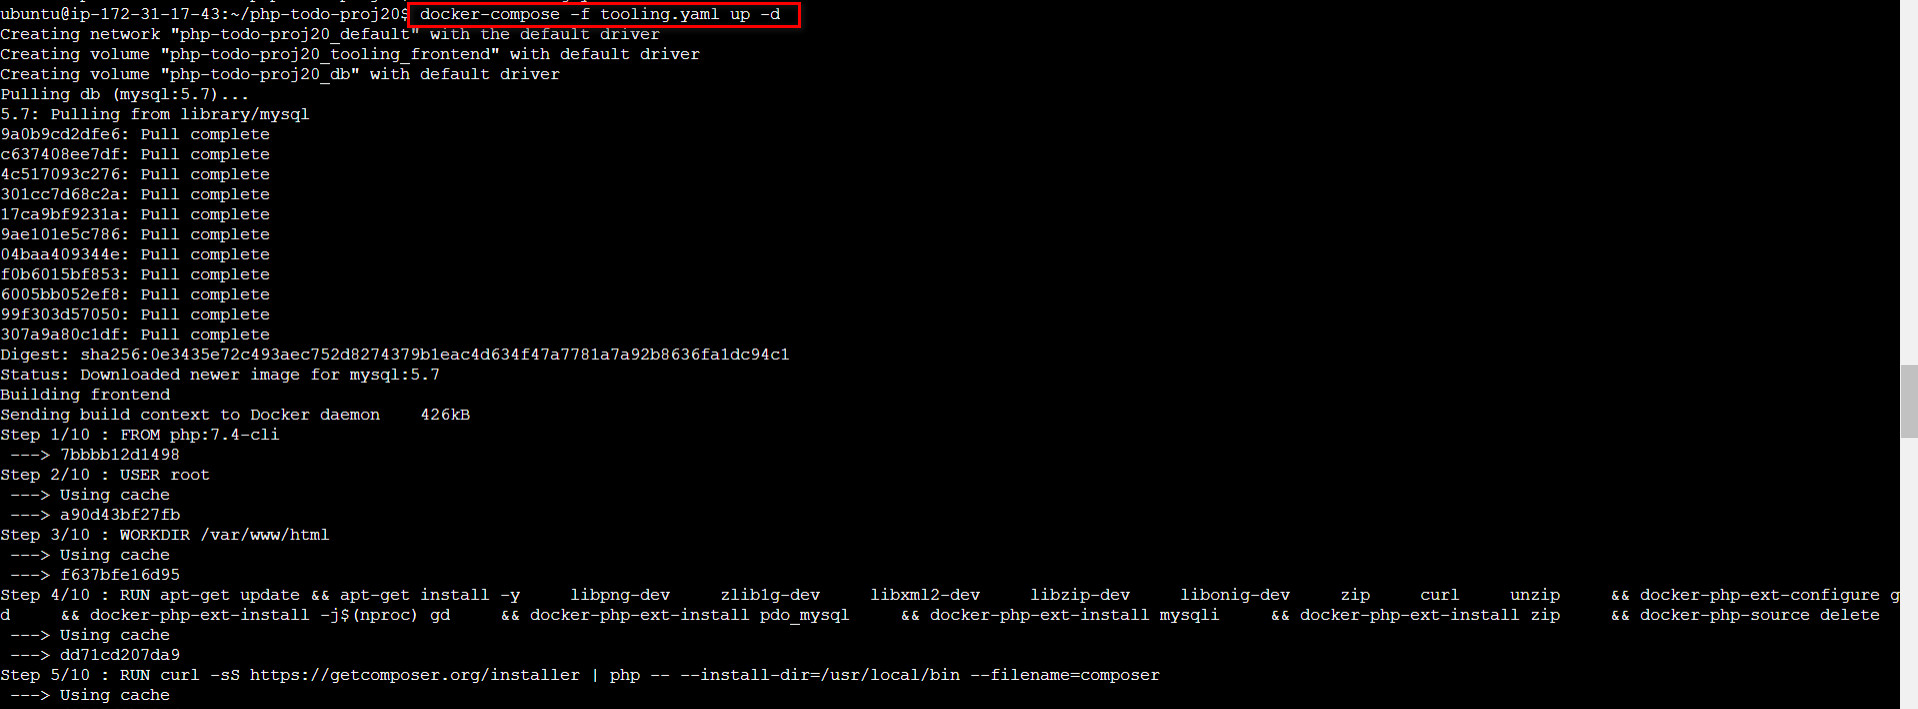 ubuntu@ip-172-31-17-43:~/php-todo-proj20$ docker-compose -f tooling.yaml up -d
Creating network "php-todo-proj20_default" with the default driver
Creating volume "php-todo-proj20_tooling_frontend" with default driver
Creating volume "php-todo-proj20_db" with default driver
Pulling db (mysql:5.7)...
5.7: Pulling from library/mysql
9a0b9cd2dfe6: Pull complete
c637408ee7df: Pull complete
4c517093c276: Pull complete
301cc7d68c2a: Pull complete
17ca9bf9231a: Pull complete
9ae101e5c786: Pull complete
04baa409344e: Pull complete
f0b6015bf853: Pull complete
6005bb052ef8: Pull complete
99f303d57050: Pull complete
307a9a80c1df: Pull complete
Digest: sha256:0e3435e72c493aec752d8274379b1eac4d634f47a7781a7a92b8636fa1dc94c1
Status: Downloaded newer image for mysql:5.7
Building frontend
Sending build context to Docker daemon    426kB
Step 1/10 : FROM php:7.4-cli
 ---> 7bbbb12d1498
Step 2/10 : USER root
 ---> Using cache
 ---> a90d43bf27fb
Step 3/10 : WORKDIR /var/www/html
 ---> Using cache
 ---> f637bfe16d95
Step 4/10 : RUN apt-get update && apt-get install -y     libpng-dev     zlib1g-dev     libxml2-dev     libzip-dev     libonig-dev     zip     curl     unzip     && docker-php-ext-configure g
d     && docker-php-ext-install -j$(nproc) gd     && docker-php-ext-install pdo_mysql     && docker-php-ext-install mysqli     && docker-php-ext-install zip     && docker-php-source delete
 ---> Using cache
 ---> dd71cd207da9
Step 5/10 : RUN curl -sS https://getcomposer.org/installer | php -- --install-dir=/usr/local/bin --filename=composer
 ---> Using cache